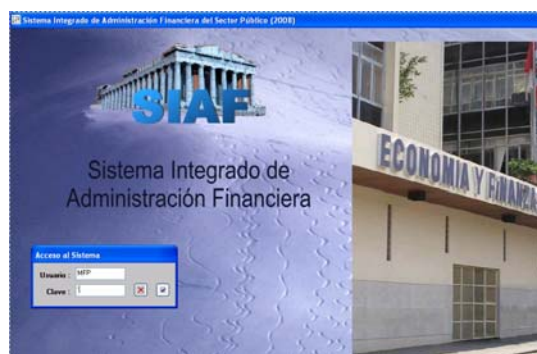 Sistema Integrado de Administración Financiera del Sector Público (2008)
SIAF
Sistema Integrado de
Administración Financiera
ECONOMIA Y FINANZAS
Acceso al Sistema
Usuario : MFP
Clave :